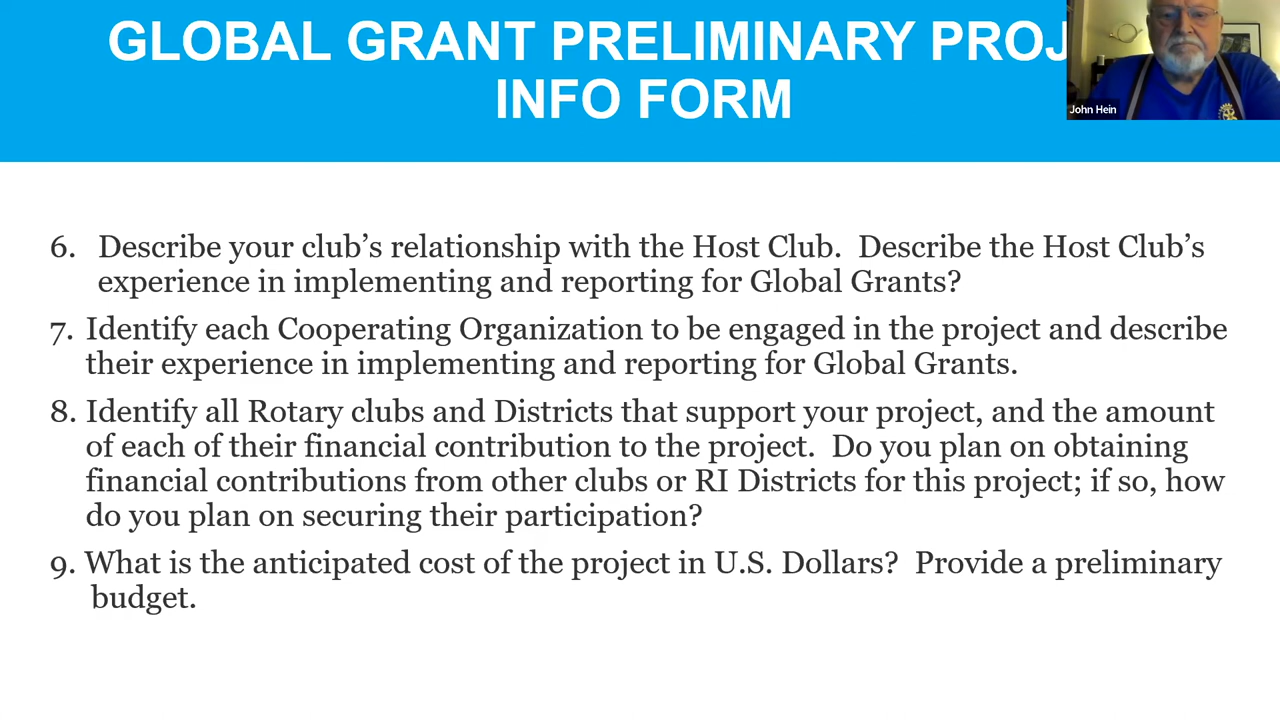 GLOBAL GRANT PRELIMINARY PROJ
INFO FORM
John Hein
6. Describe your club’s relationship with the Host Club. Describe the Host Club’s
experience in implementing and reporting for Global Grants?
7. Identify each Cooperating Organization to be engaged in the project and describe
their experience in implementing and reporting for Global Grants.
8. Identify all Rotary clubs and Districts that support your project, and the amount
of each of their financial contribution to the project. Do you plan on obtaining
financial contributions from other clubs or RI Districts for this project; if so, how
do you plan on securing their participation?
9. What is the anticipated cost of the project in U.S. Dollars? Provide a preliminary
budget.